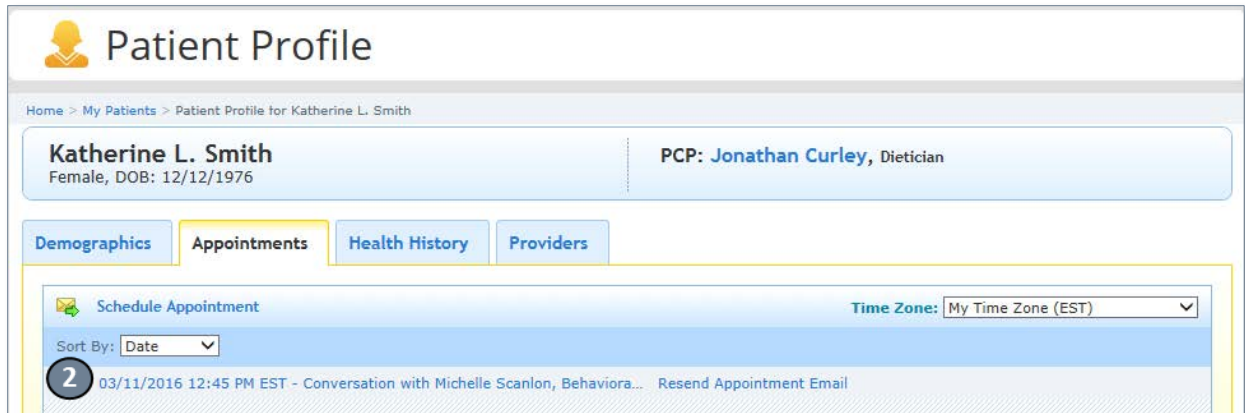 Patient Profile
Home > My Patients > Patient Profile for Katherine L. Smith
Katherine L. Smith
Female, DOB: 12/12/1976
PCP: Jonathan Curley, Dietician
Demographics
Appointments
Health History
Providers
Schedule Appointment
Time Zone: My Time Zone (EST)
Sort By: Date
2
03/11/2016 12:45 PM EST - Conversation with Michelle Scanlon, Behaviora... Resend Appointment Email